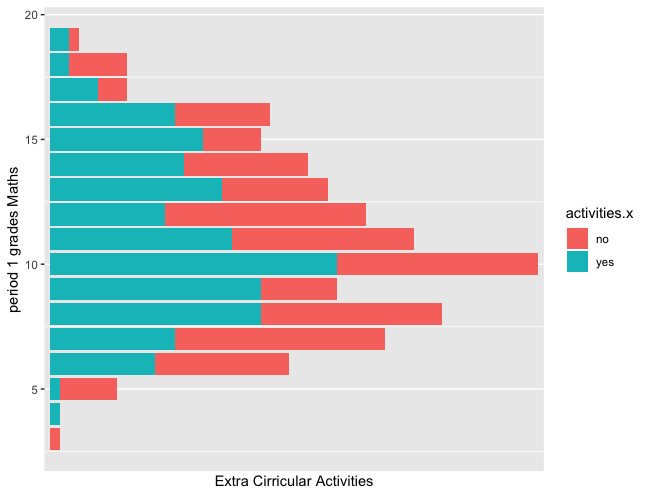 20
15
10
5
period 1 grades Maths
Extra Cirricular Activities
activities.x
no
yes